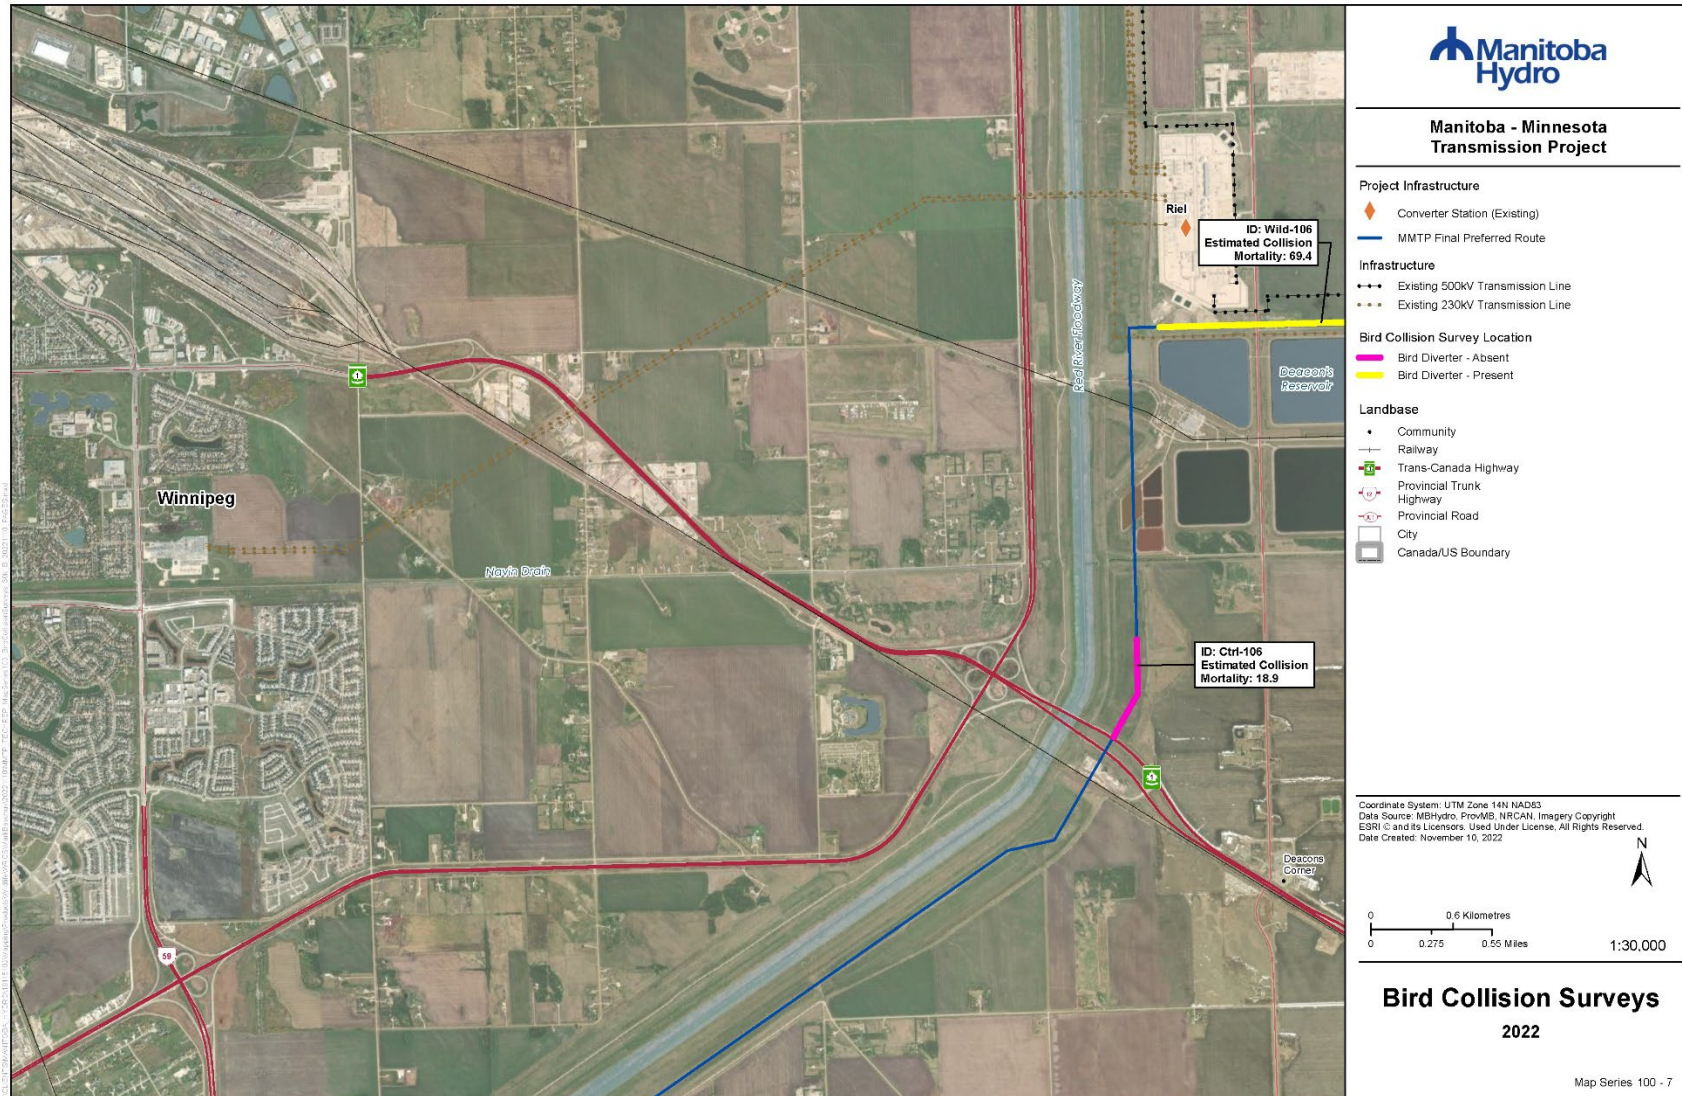 Manitoba
Hydro
Manitoba - Minnesota
Transmission Project
Project Infrastructure
Converter Station (Existing)
MMTP Final Preferred Route
Infrastructure
Existing 500kV Transmission Line
Existing 230kV Transmission Line
Bird Collision Survey Location
Bird Diverter - Absent
Bird Diverter - Present
Landbase
Community
Railway
Trans-Canada Highway
Provincial Trunk
Highway
Provincial Road
City
Canada/US Boundary
Coordinate System: UTM Zone 14N NAD83
Data Source: MBHydro, ProvMB, NRCAN, Imagery Copyright
ESRI © and its Licensors. Used Under License, All Rights Reserved.
Date Created: November 10, 2022
N
0 0.6 Kilometres
0 0.275 0.55 Miles
1:30,000
Bird Collision Surveys
2022
Map Series 100 - 7
Riel
ID: Wild-106
Estimated Collision
Mortality: 69.4
Red River Floodway
Deacon's
Reservoir
1
Winnipeg
Navin Drain
ID: Ctrl-106
Estimated Collision
Mortality: 18.9
1
Deacons
Corner
59